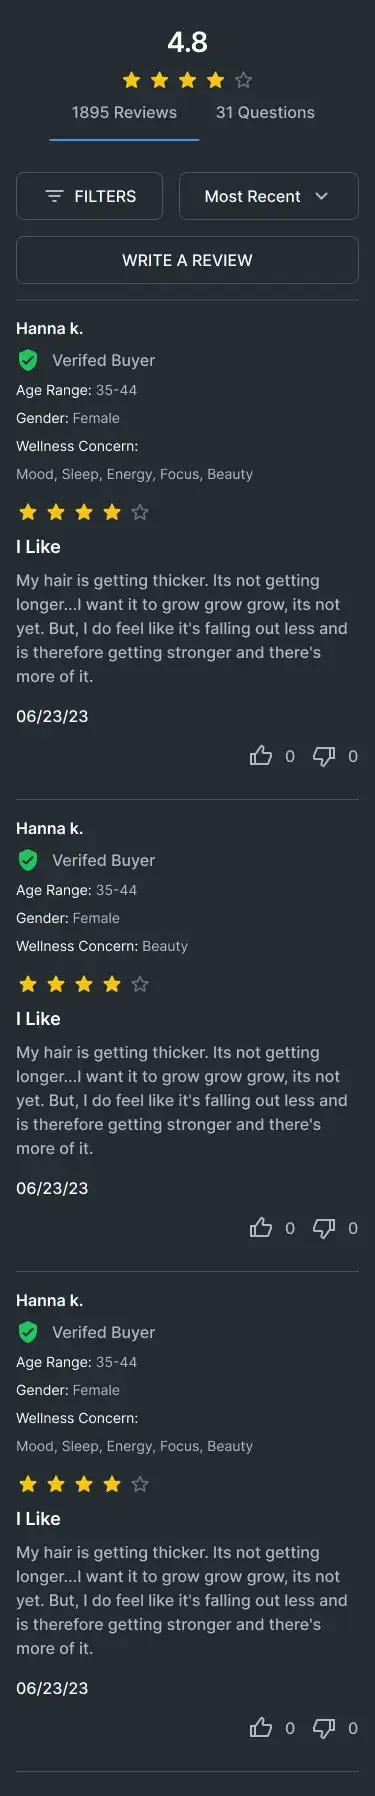 4.8
1895 Reviews 31 Questions
FILTERS Most Recent
WRITE A REVIEW
Hanna k.
Verifed Buyer
Age Range: 35-44
Gender: Female
Wellness Concern:
Mood, Sleep, Energy, Focus, Beauty
I Like
My hair is getting thicker. Its not getting
longer...I want it to grow grow grow, its not
yet. But, I do feel like it's falling out less and
is therefore getting stronger and there's
more of it.
06/23/23
0 0
Hanna k.
Verifed Buyer
Age Range: 35-44
Gender: Female
Wellness Concern: Beauty
I Like
My hair is getting thicker. Its not getting
longer...I want it to grow grow grow, its not
yet. But, I do feel like it's falling out less and
is therefore getting stronger and there's
more of it.
06/23/23
0 0
Hanna k.
Verifed Buyer
Age Range: 35-44
Gender: Female
Wellness Concern:
Mood, Sleep, Energy, Focus, Beauty
I Like
My hair is getting thicker. Its not getting
longer...I want it to grow grow grow, its not
yet. But, I do feel like it's falling out less and
is therefore getting stronger and there's
more of it.
06/23/23
0 0